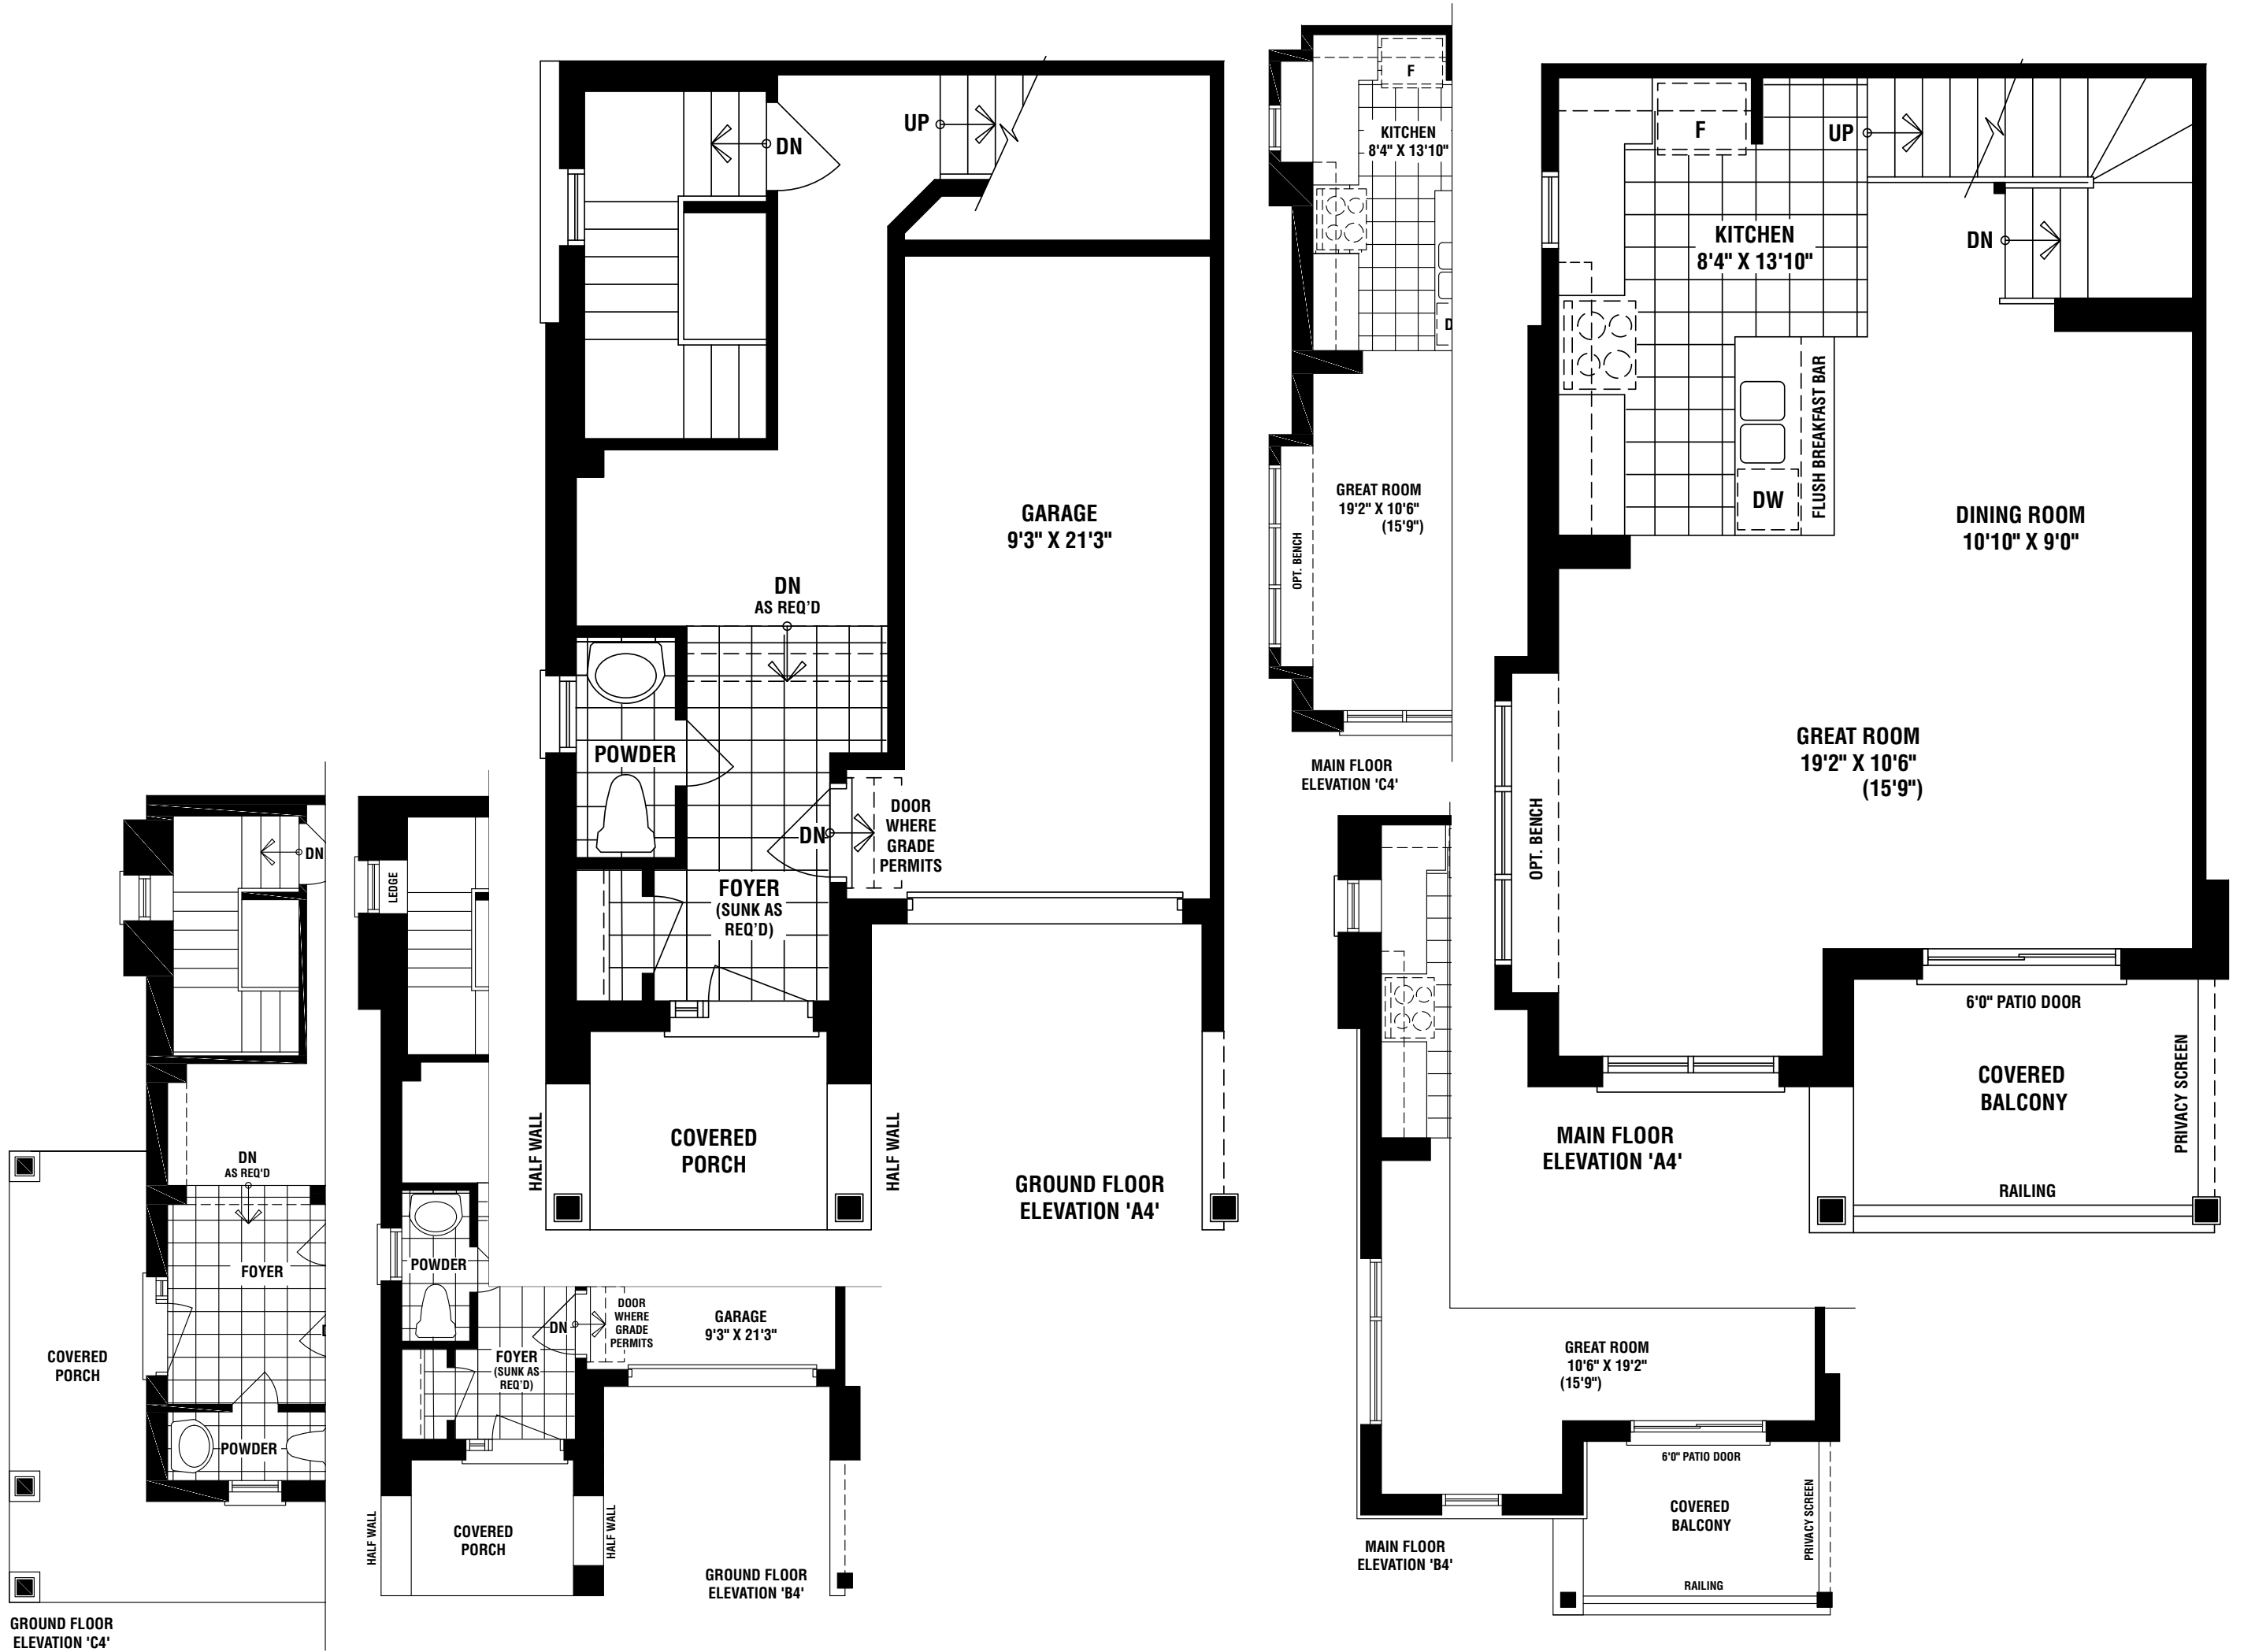 DN
UP
GARAGE
9'3" X 21'3"
DN
AS REQ'D
POWDER
DN
DOOR
WHERE
GRADE
PERMITS
FOYER
(SUNK AS
REQ'D)
HALF WALL
COVERED
PORCH
HALF WALL
GROUND FLOOR
ELEVATION 'A4'
F
KITCHEN
8'4" X 13'10"
D
GREAT ROOM
19'2" X 10'6"
(15'9")
OPT. BENCH
MAIN FLOOR
ELEVATION 'C4'
F
UP
KITCHEN
8'4" X 13'10"
DN
FLUSH BREAKFAST BAR
DW
DINING ROOM
10'10" X 9'0"
GREAT ROOM
19'2" X 10'6"
(15'9")
OPT. BENCH
6'0" PATIO DOOR
COVERED
BALCONY
PRIVACY SCREEN
RAILING
MAIN FLOOR
ELEVATION 'A4'
DN
DN
AS REQ'D
FOYER
D
COVERED
PORCH
POWDER
GROUND FLOOR
ELEVATION 'C4'
LEDGE
POWDER
DN
DOOR
WHERE
GRADE
PERMITS
GARAGE
9'3" X 21'3"
FOYER
(SUNK AS
REQ'D)
HALF WALL
COVERED
PORCH
HALF WALL
GROUND FLOOR
ELEVATION 'B4'
GREAT ROOM
10'6" X 19'2"
(15'9")
6'0" PATIO DOOR
COVERED
BALCONY
PRIVACY SCREEN
RAILING
MAIN FLOOR
ELEVATION 'B4'